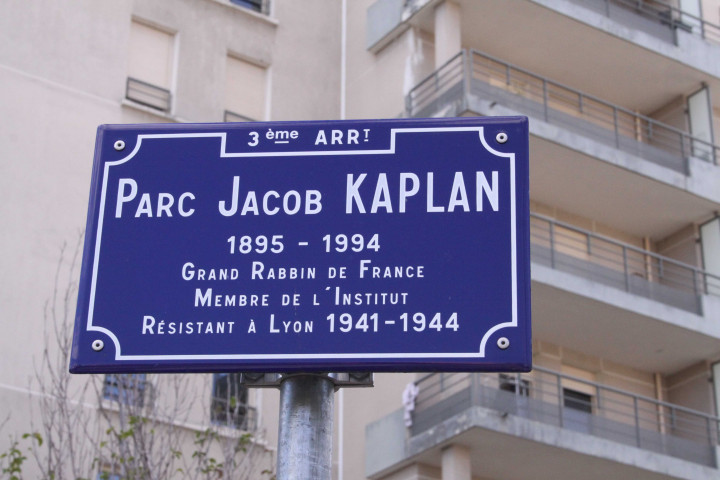 3ème ARRT
PARC JACOB KAPLAN
1895 - 1994
GRAND RABBIN DE FRANCE
MEMBRE DE L'INSTITUT
RÉSISTANT À LYON 1941-1944